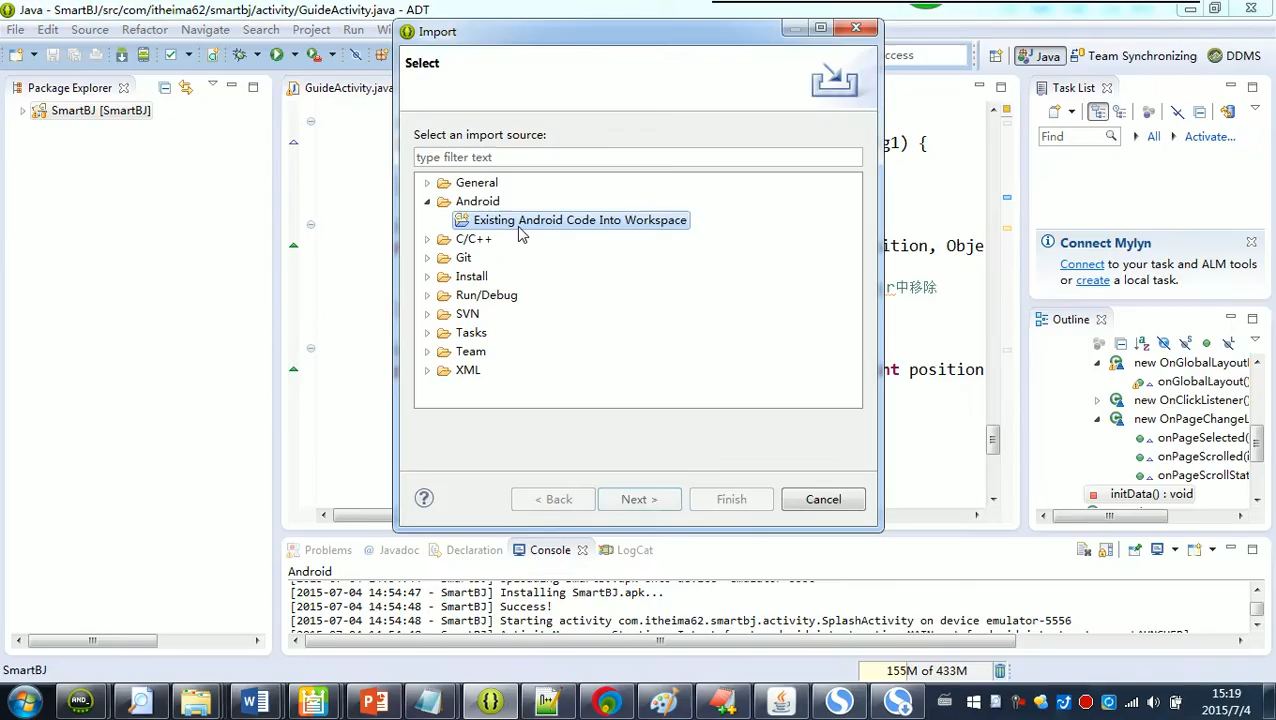 Java - SmartBJ/src/com/itheima62/smartbj/activity/GuideActivity.java - ADT
File Edit Source Refactor Navigate Search Project Run
Import
Select
Java
Team Synchronizing
DDMS
Package Explorer
GuideActivity.java
Task List
SmartBJ [SmartBJ]
Select an import source:
Find
All
Activate...
type filter text
General
Android
Existing Android Code Into Workspace
C/C++
Git
Install
Run/Debug
SVN
Tasks
Team
XML
g1) {
ition, Obje
r中移除
nt position
Connect Mylyn
Connect to your task and ALM tools
or create a local task.
Outline
new OnGlobalLayoutl
onGlobalLayout()
new OnClickListener()
new OnPageChangeL
onPageSelected(
onPageScrolled(i
onPageScrollStat
initData() : void
< Back
Next >
Finish
Cancel
Problems
Javadoc
Declaration
Console
LogCat
Android
[2015-07-04 14:54:47 - SmartBJ] Installing SmartBJ.apk...
[2015-07-04 14:54:48 - SmartBJ] Success!
[2015-07-04 14:54:48 - SmartBJ] Starting activity com.itheima62.smartbj.activity.SplashActivity on device emulator-5556
SmartBJ
155M of 433M
15:19
2015/7/4